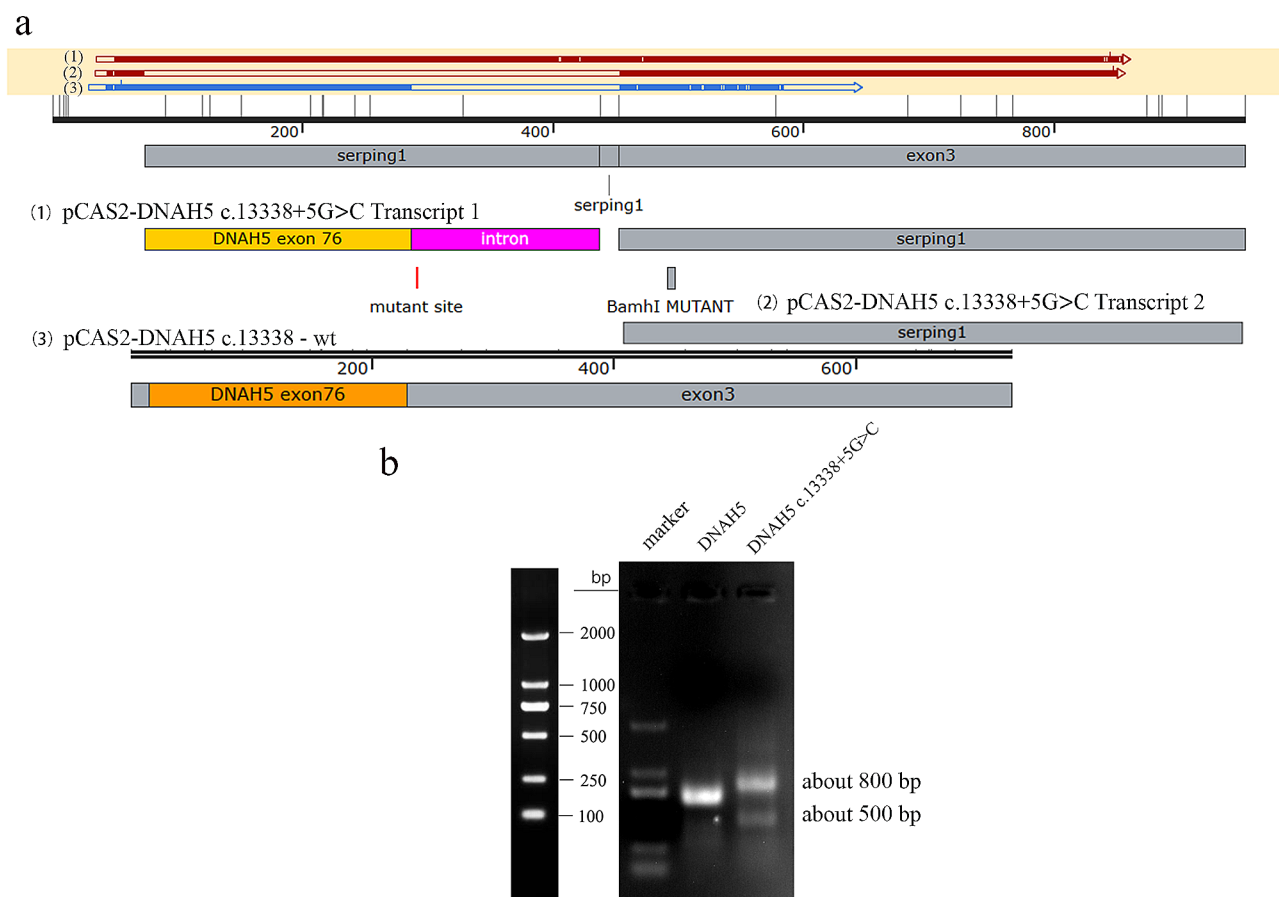 a
(1)
(2)
(3)
200 400 600 800
serping1 exon3
serping1
(1) pCAS2-DNAH5 c.13338+5G>C Transcript 1
DNAH5 exon 76 intron serping1
mutant site BamhI MUTANT
(2) pCAS2-DNAH5 c.13338+5G>C Transcript 2
serping1
(3) pCAS2-DNAH5 c.13338 - wt
200 400 600
DNAH5 exon76 exon3
b
marker DNAH5 DNAH5 c.13338+5G>C
bp
2000
1000
750
500
250
100
about 800 bp
about 500 bp